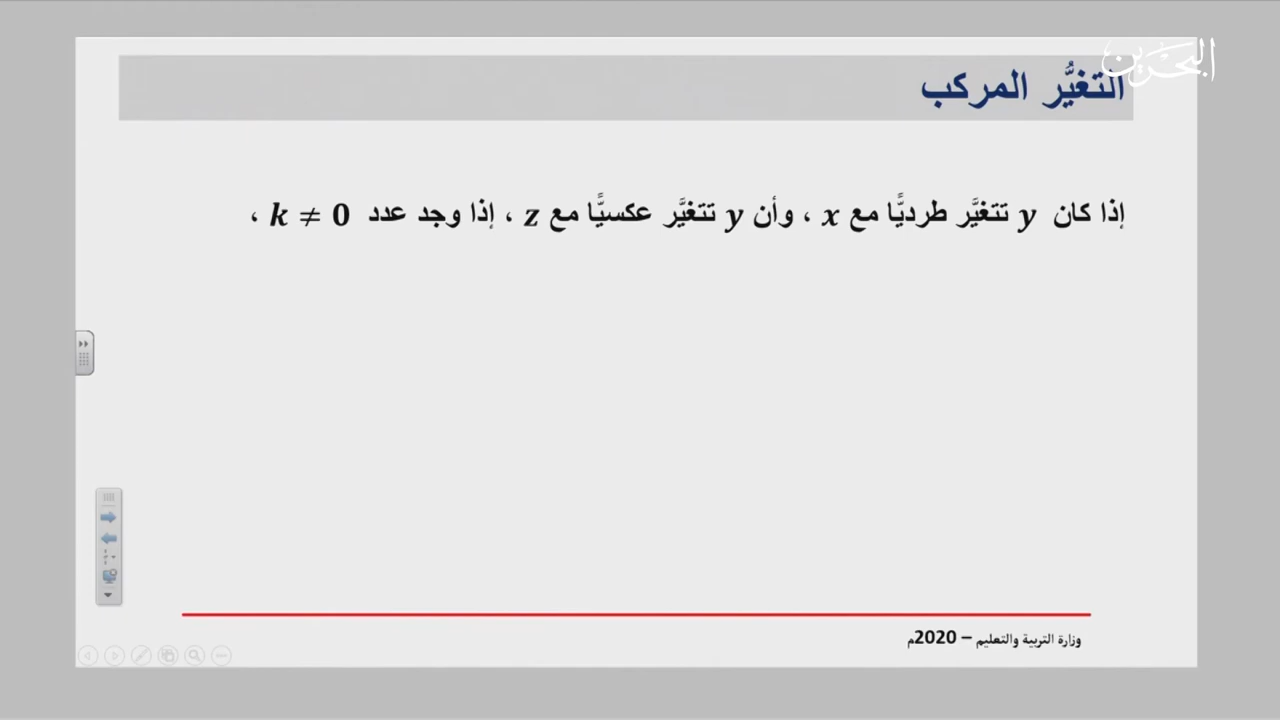 البحرين
التغيُّر المركب
إذا كان y تتغيَّر طرديًّا مع x ، وأن y تتغيَّر عكسيًّا مع z ، إذا وجد عدد k ≠ 0 ،
وزارة التربية والتعليم – 2020م